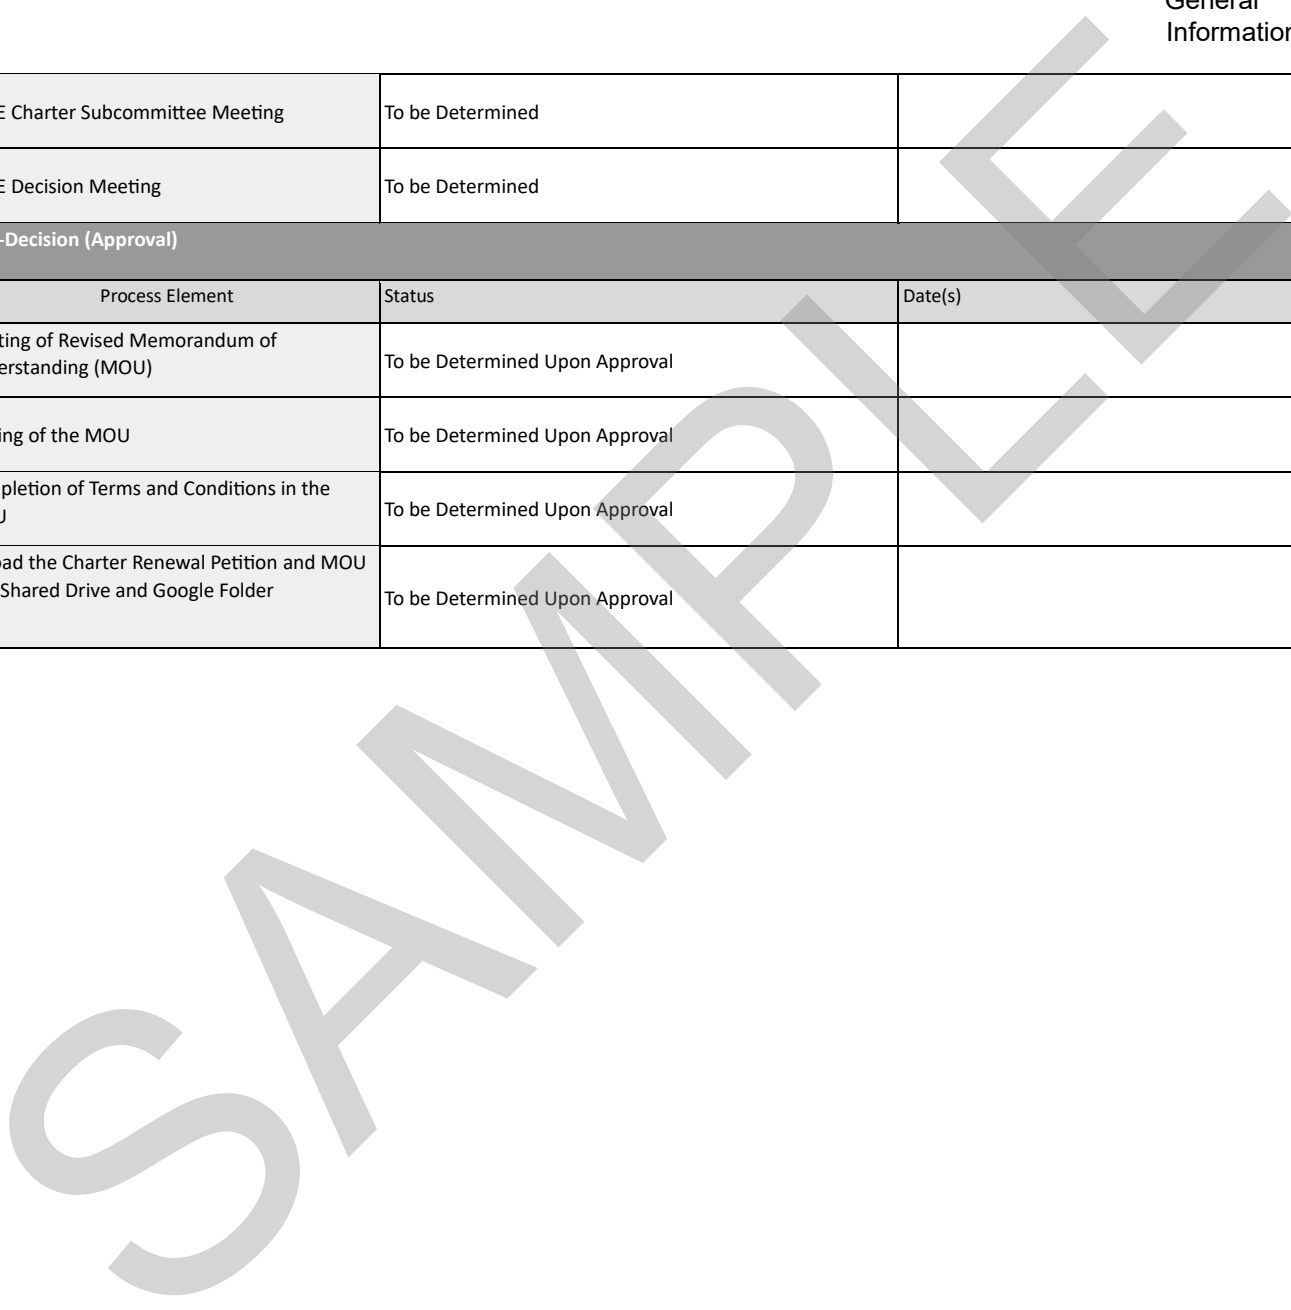 General
Information
E Charter Subcommittee Meeting
To be Determined
E Decision Meeting
To be Determined
-Decision (Approval)
Process Element
Status
Date(s)
ting of Revised Memorandum of
erstanding (MOU)
To be Determined Upon Approval
ing of the MOU
To be Determined Upon Approval
pletion of Terms and Conditions in the
U
To be Determined Upon Approval
oad the Charter Renewal Petition and MOU
Shared Drive and Google Folder
To be Determined Upon Approval
SAMPLE